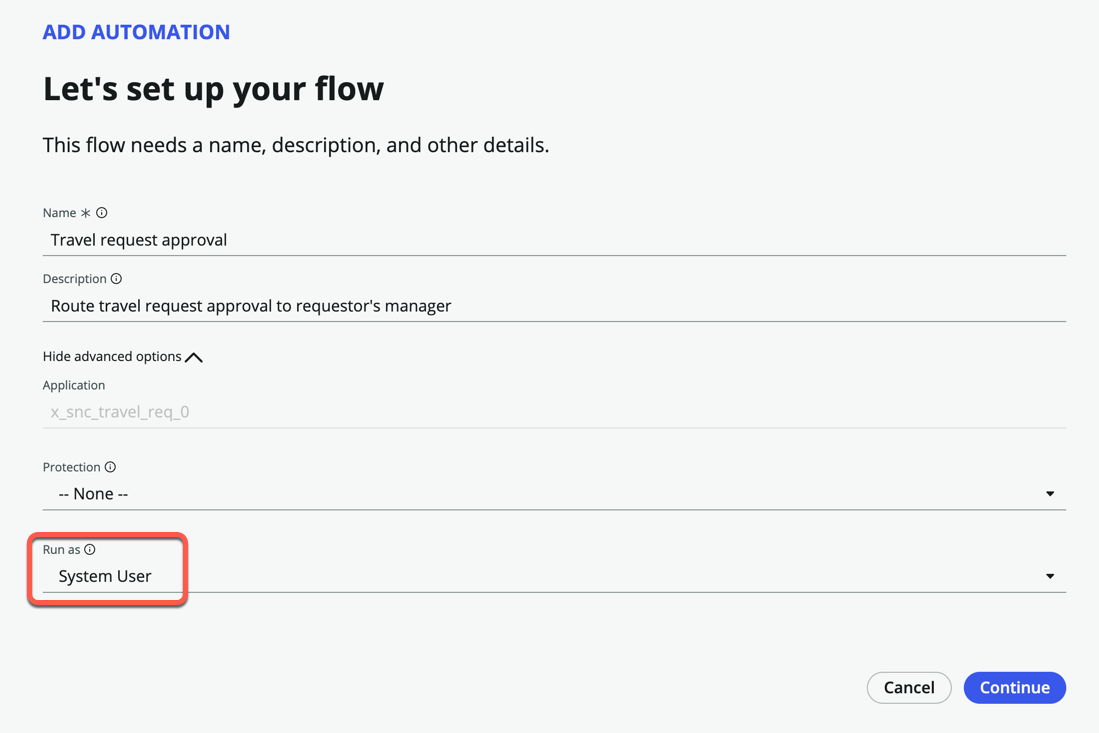 ADD AUTOMATION
Let's set up your flow
This flow needs a name, description, and other details.
Name *
Travel request approval
Description
Route travel request approval to requestor's manager
Hide advanced options
Application
x_snc_travel_req_0
Protection
-- None --
Run as
System User
Cancel Continue